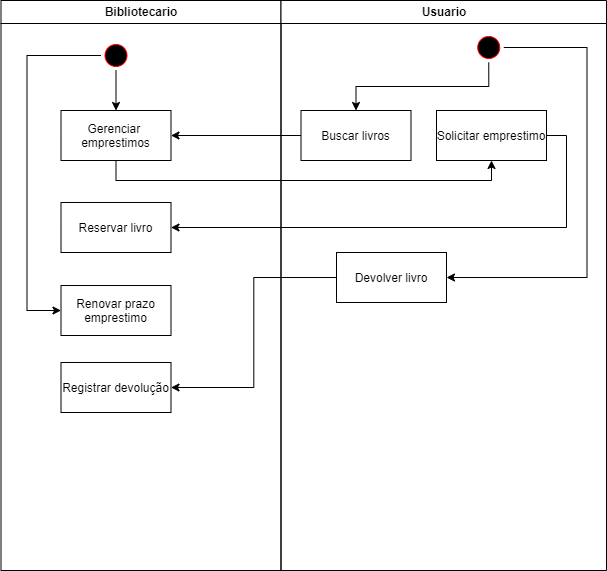 Bibliotecario
Usuario
Gerenciar
emprestimos
Buscar livros
Solicitar emprestimo
Reservar livro
Devolver livro
Renovar prazo
emprestimo
Registrar devolução